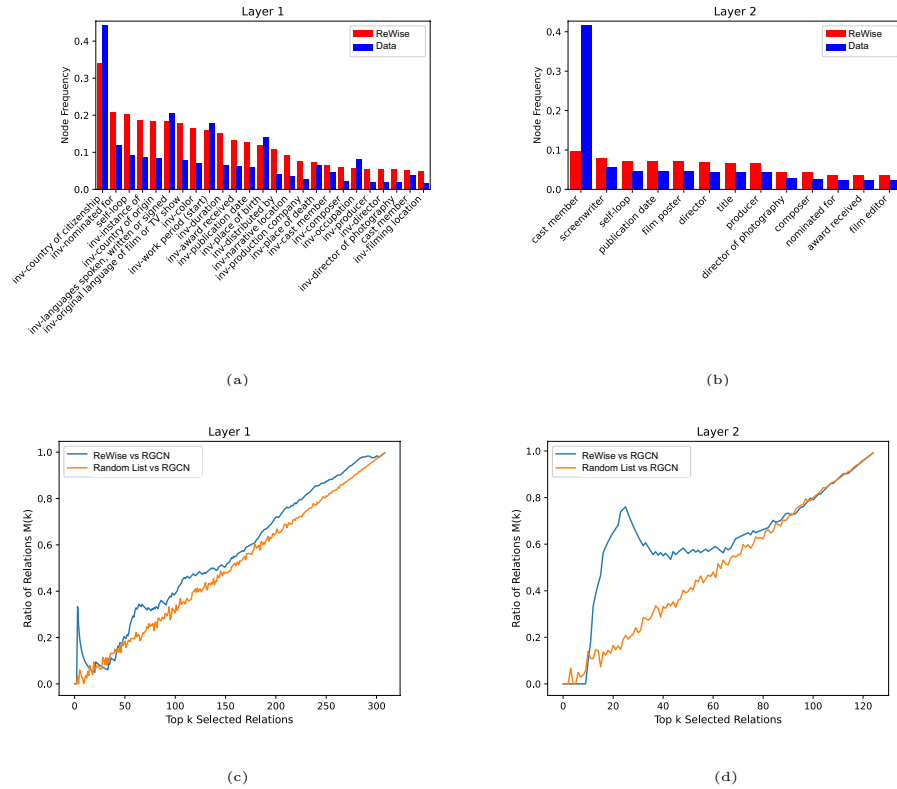 Layer 1
Node Frequency
0.4
0.3
0.2
0.1
0.0
ReWise
Data
inv-country of citizenship
inv-nominated for
self-loop
inv-instance of
inv-country of origin
inv-languages spoken, written or signed
inv-original language of film or TV show
inv-color
inv-work period (start)
inv-duration
inv-award received
inv-publication date
inv-place of birth
inv-distributed by
inv-narrative location
inv-production company
inv-place of death
inv-cast member
inv-composer
inv-occupation
inv-producer
inv-director
inv-director of photography
cast member
inv-filming location
(a)
Layer 2
Node Frequency
0.4
0.3
0.2
0.1
0.0
ReWise
Data
cast member
screenwriter
self-loop
publication date
film poster
director
title
producer
director of photography
composer
nominated for
award received
film editor
(b)
Layer 1
Ratio of Relations M(k)
1.0
0.8
0.6
0.4
0.2
0.0
ReWise vs RGCN
Random List vs RGCN
0 50 100 150 200 250 300
Top k Selected Relations
(c)
Layer 2
Ratio of Relations M(k)
1.0
0.8
0.6
0.4
0.2
0.0
ReWise vs RGCN
Random List vs RGCN
0 20 40 60 80 100 120
Top k Selected Relations
(d)